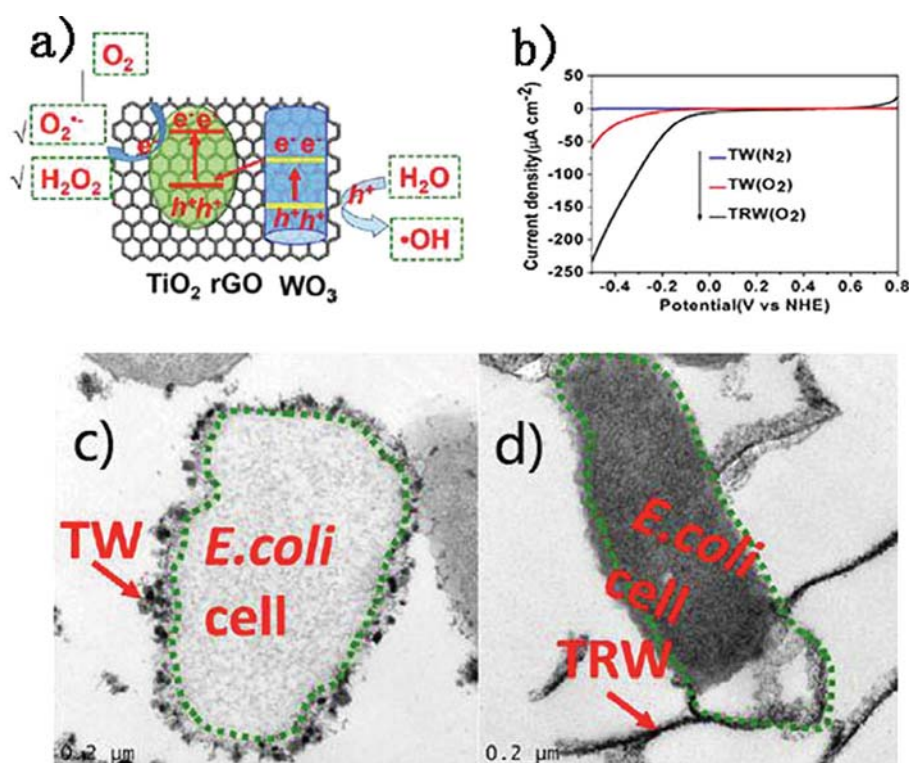 a)
O₂
√ O₂•-
√ H₂O₂
e-
e- e-
e- e-
h+h+
h+h+
h+
H₂O
•OH
TiO₂ rGO WO₃
b)
Current density(μA cm-2)
50
0
-50
-100
-150
-200
-250
TW(N₂)
TW(O₂)
TRW(O₂)
-0.4 -0.2 0.0 0.2 0.4 0.6 0.8
Potential(V vs NHE)
c)
TW
E.coli
cell
0.2 μm
d)
E.coli
cell
TRW
0.2 μm